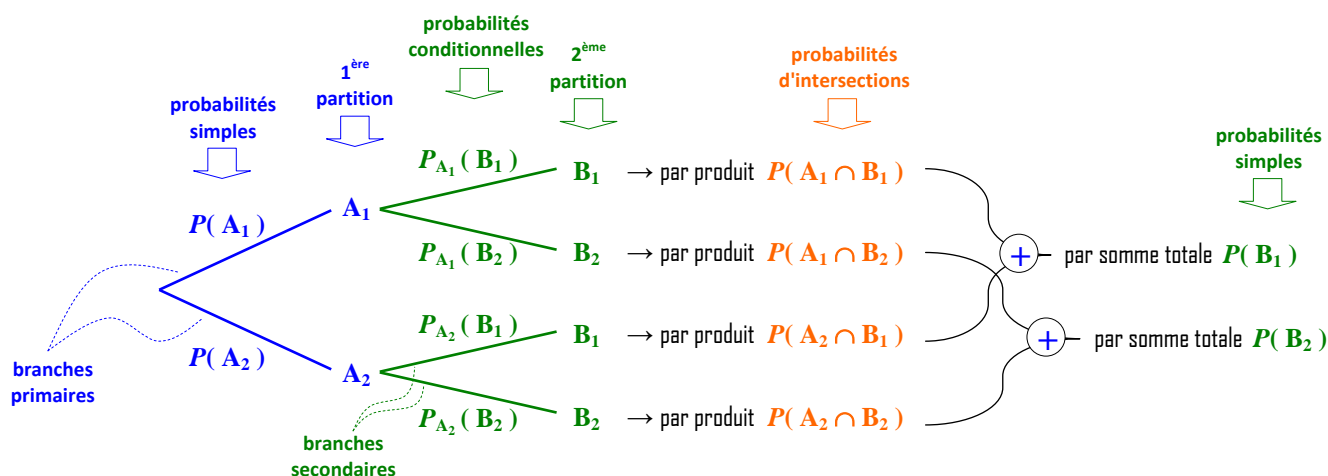 probabilités
conditionnelles
2ème
partition
1ère
partition
probabilités
simples
probabilités
d'intersections
probabilités
simples
P_{A₁}( B₁ )
B₁ → par produit P( A₁ ∩ B₁ )
P( A₁ )
A₁
P_{A₁}( B₂ )
B₂ → par produit P( A₁ ∩ B₂ )
+ par somme totale P( B₁ )
P_{A₂}( B₁ )
B₁ → par produit P( A₂ ∩ B₁ )
+ par somme totale P( B₂ )
P( A₂ )
A₂
P_{A₂}( B₂ )
B₂ → par produit P( A₂ ∩ B₂ )
branches
primaires
branches
secondaires